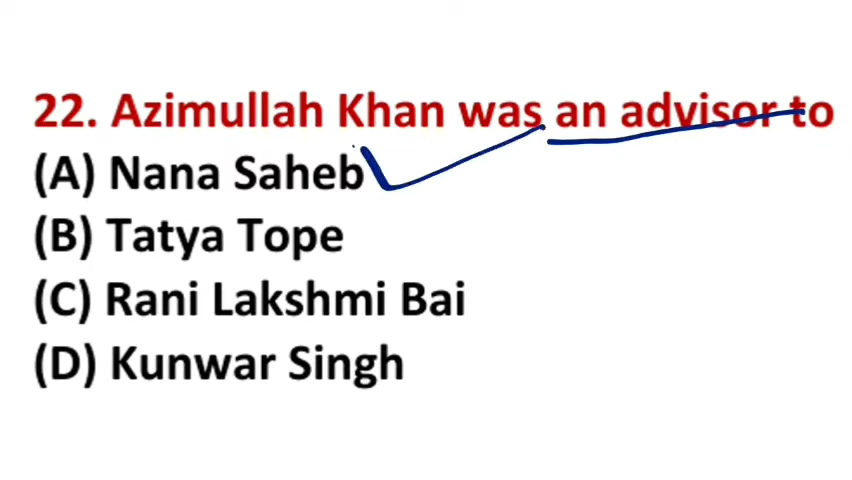 22. Azimullah Khan was an advisor to
(A) Nana Saheb
(B) Tatya Tope
(C) Rani Lakshmi Bai
(D) Kunwar Singh